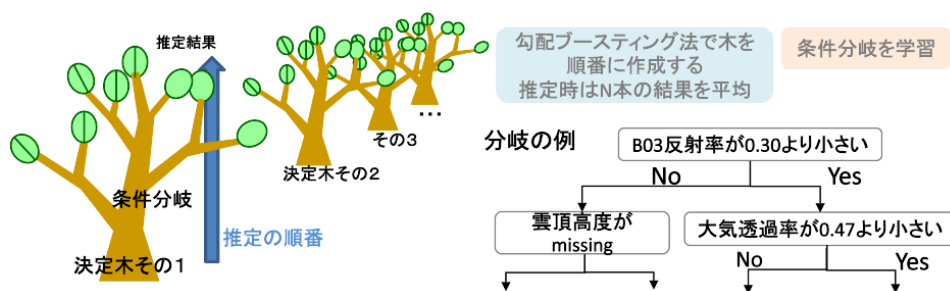 推定結果
条件分岐
推定の順番
決定木その１
決定木その２
その３
…
勾配ブースティング法で木を
順番に作成する
推定時はN本の結果を平均
条件分岐を学習
分岐の例
B03反射率が0.30より小さい
No
Yes
雲頂高度が
missing
大気透過率が0.47より小さい
No
Yes